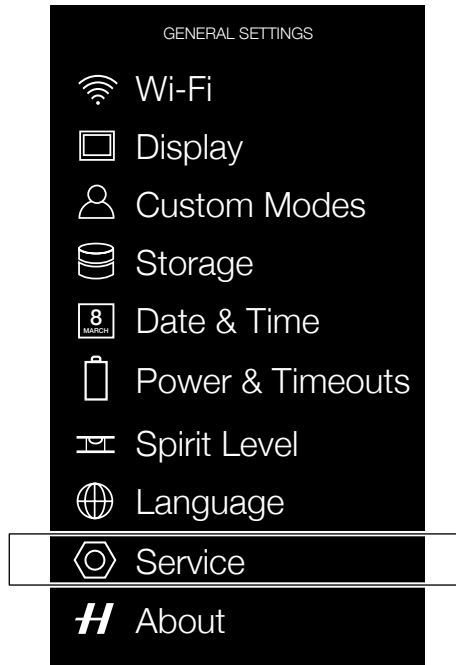 GENERAL SETTINGS
Wi-Fi
Display
Custom Modes
Storage
8
MARCH
Date & Time
Power & Timeouts
Spirit Level
Language
Service
H About